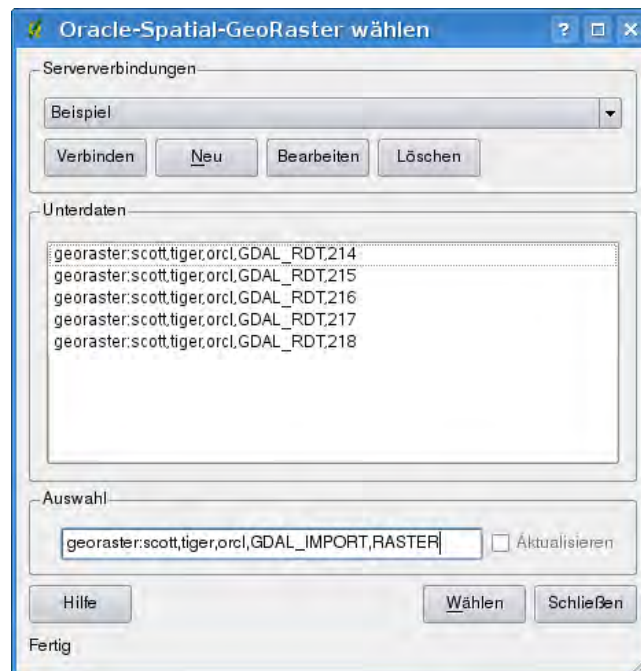 Oracle-Spatial-GeoRaster wählen
Serververbindungen
Beispiel
Verbinden Neu Bearbeiten Löschen
Unterdaten
georaster:scott,tiger,orcl,GDAL_RDT,214
georaster:scott,tiger,orcl,GDAL_RDT,215
georaster:scott,tiger,orcl,GDAL_RDT,216
georaster:scott,tiger,orcl,GDAL_RDT,217
georaster:scott,tiger,orcl,GDAL_RDT,218
Auswahl
georaster:scott,tiger,orcl,GDAL_IMPORT,RASTER Aktualisieren
Hilfe Wählen Schließen
Fertig